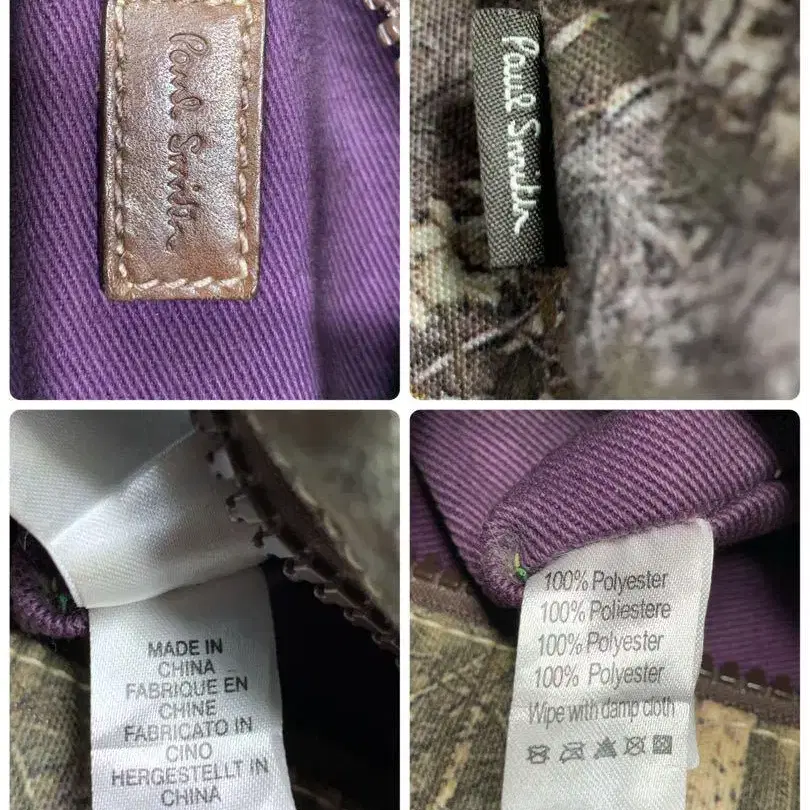 Paul Smith
Paul Smith
MADE IN
CHINA
FABRIQUE EN
CHINE
FABRICATO IN
CINO
HERGESTELLT IN
CHINA
100% Polyester
100% Poliestere
100% Polyester
100% Polyester
Wipe with damp cloth